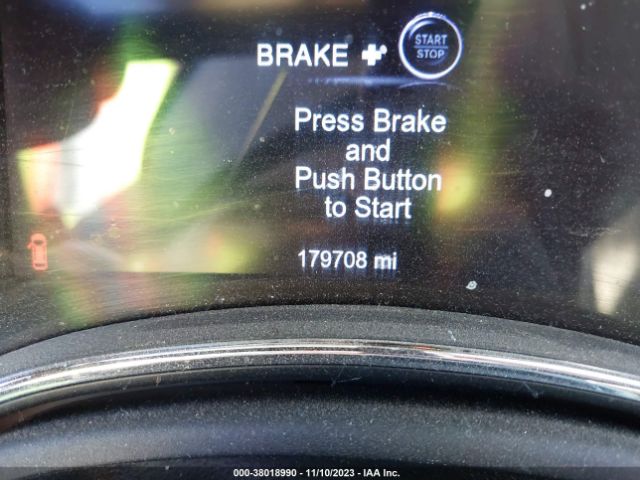 BRAKE + START
STOP
Press Brake
and
Push Button
to Start
179708 mi
000-38018990 - 11/10/2023 - IAA Inc.